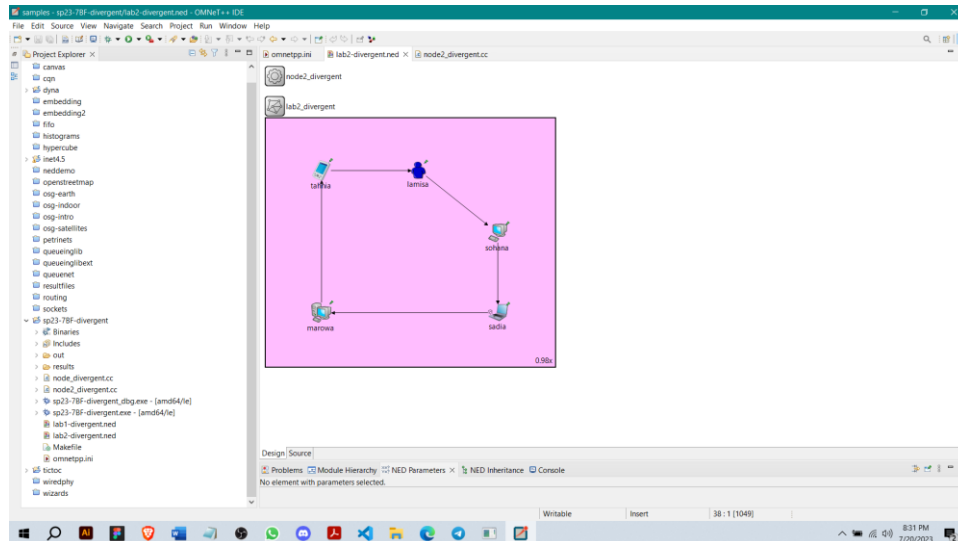 samples - sp23-7BF-divergent/lab2-divergent.ned - OMNeT++ IDE
File Edit Source View Navigate Search Project Run Window Help
Project Explorer
omnetpp.ini lab2-divergent.ned node2_divergent.cc
canvas
cqn
dyna
embedding
embedding2
fifo
histograms
hypercube
inet4.5
neddemo
openstreetmap
osg-earth
osg-indoor
osg-intro
osg-satellites
petrinets
queueinglib
queueinglibext
queuenet
resultfiles
routing
sockets
sp23-7BF-divergent
Binaries
Includes
out
results
node_divergent.cc
node2_divergent.cc
sp23-7BF-divergent_dbg.exe - [amd64/le]
sp23-7BF-divergent.exe - [amd64/le]
lab1-divergent.ned
lab2-divergent.ned
Makefile
omnetpp.ini
tictoc
wiredphy
wizards
node2_divergent
lab2_divergent
lamisa
sohana
marowa
sadia
0.98x
Design Source
Problems Module Hierarchy NED Parameters NED Inheritance Console
No element with parameters selected.
Writable Insert 38 : 1 [1049]
Ai
8:31 PM
7/20/2023